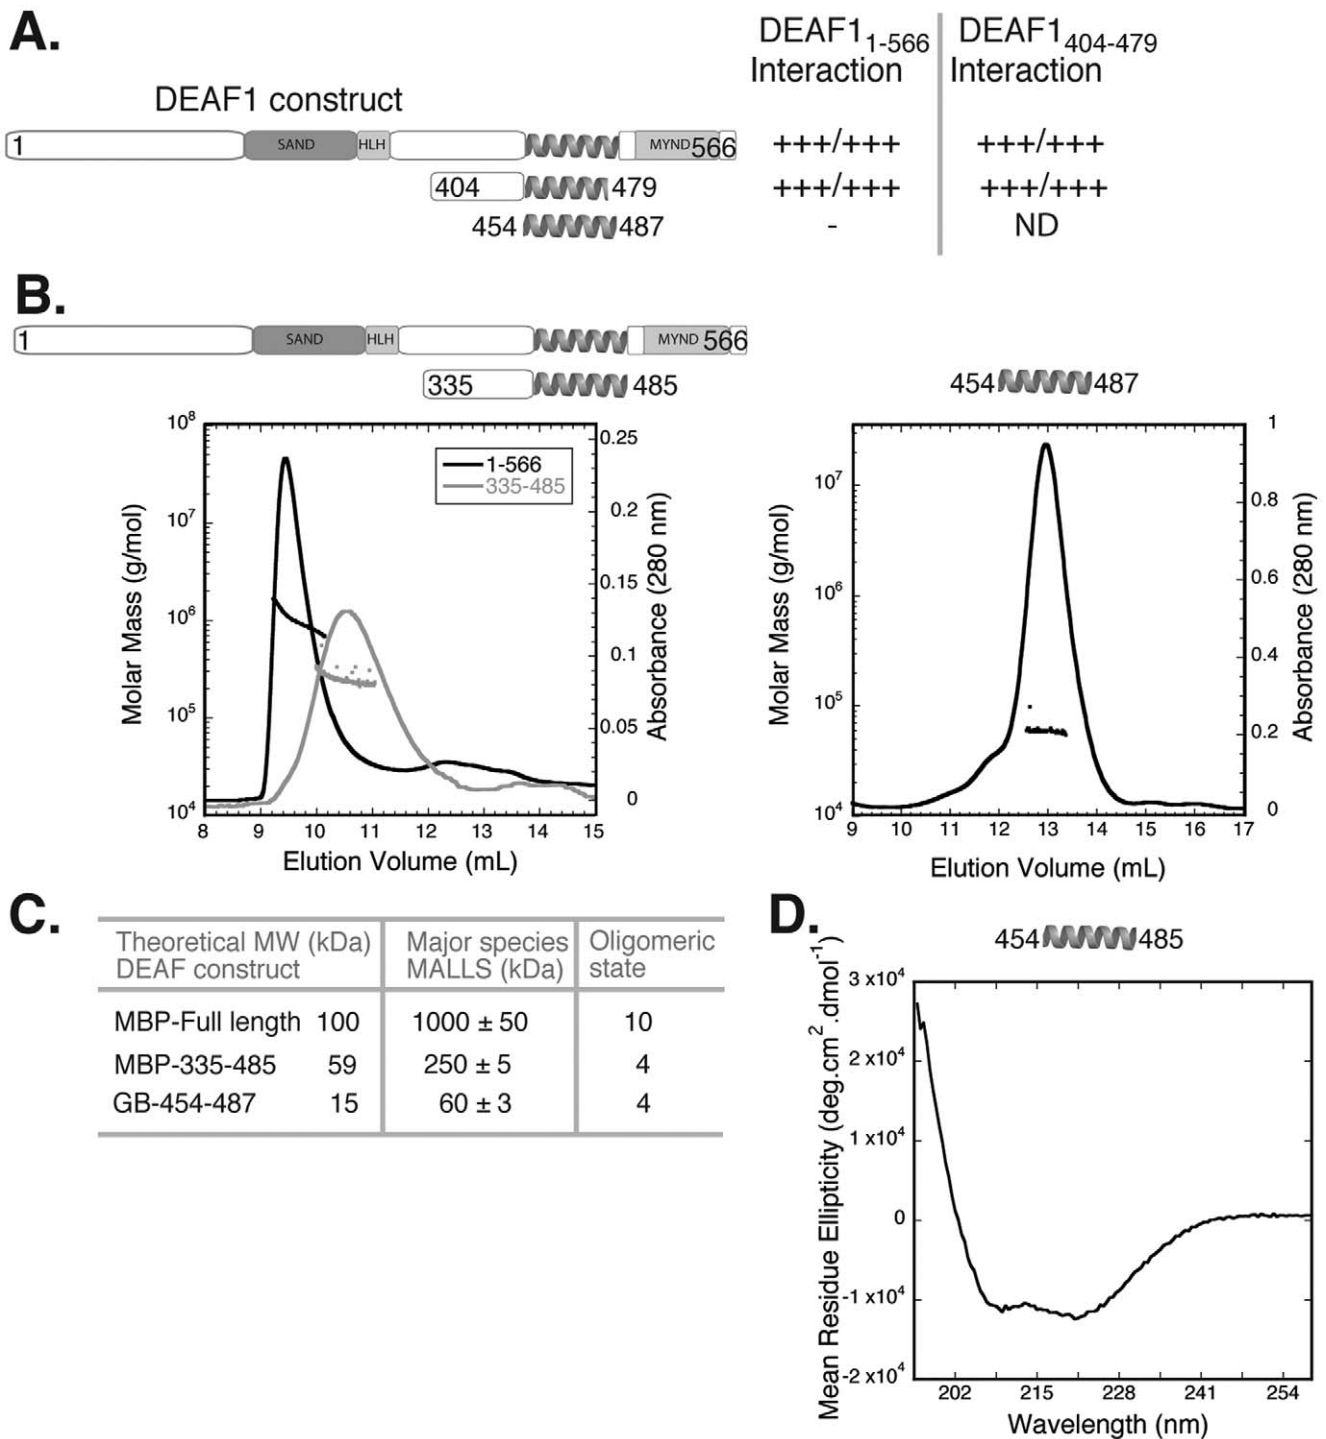 A.
DEAF1 1-566
Interaction
DEAF1 404-479
Interaction
DEAF1 construct
1 SAND HLH MYND 566 +++/+++ +++/+++
404 479 +++/+++ +++/+++
454 487 - ND
B.
1 SAND HLH MYND 566
335 485
454 487
Molar Mass (g/mol)
10^8
10^7
10^6
10^5
10^4
1-566
335-485
0.25
0.2
0.15
0.1
0.05
0
Absorbance (280 nm)
8 9 10 11 12 13 14 15
Elution Volume (mL)
Molar Mass (g/mol)
10^7
10^6
10^5
10^4
1
0.8
0.6
0.4
0.2
0
Absorbance (280 nm)
9 10 11 12 13 14 15 16 17
Elution Volume (mL)
C.
Theoretical MW (kDa)
DEAF construct
Major species
MALLS (kDa)
Oligomeric
state
MBP-Full length 100 1000 ± 50 10
MBP-335-485 59 250 ± 5 4
GB-454-487 15 60 ± 3 4
D.
454 485
Mean Residue Ellipticity (deg.cm^2 .dmol^-1)
3 x10^4
2 x10^4
1 x10^4
0
-1 x10^4
-2 x10^4
202 215 228 241 254
Wavelength (nm)